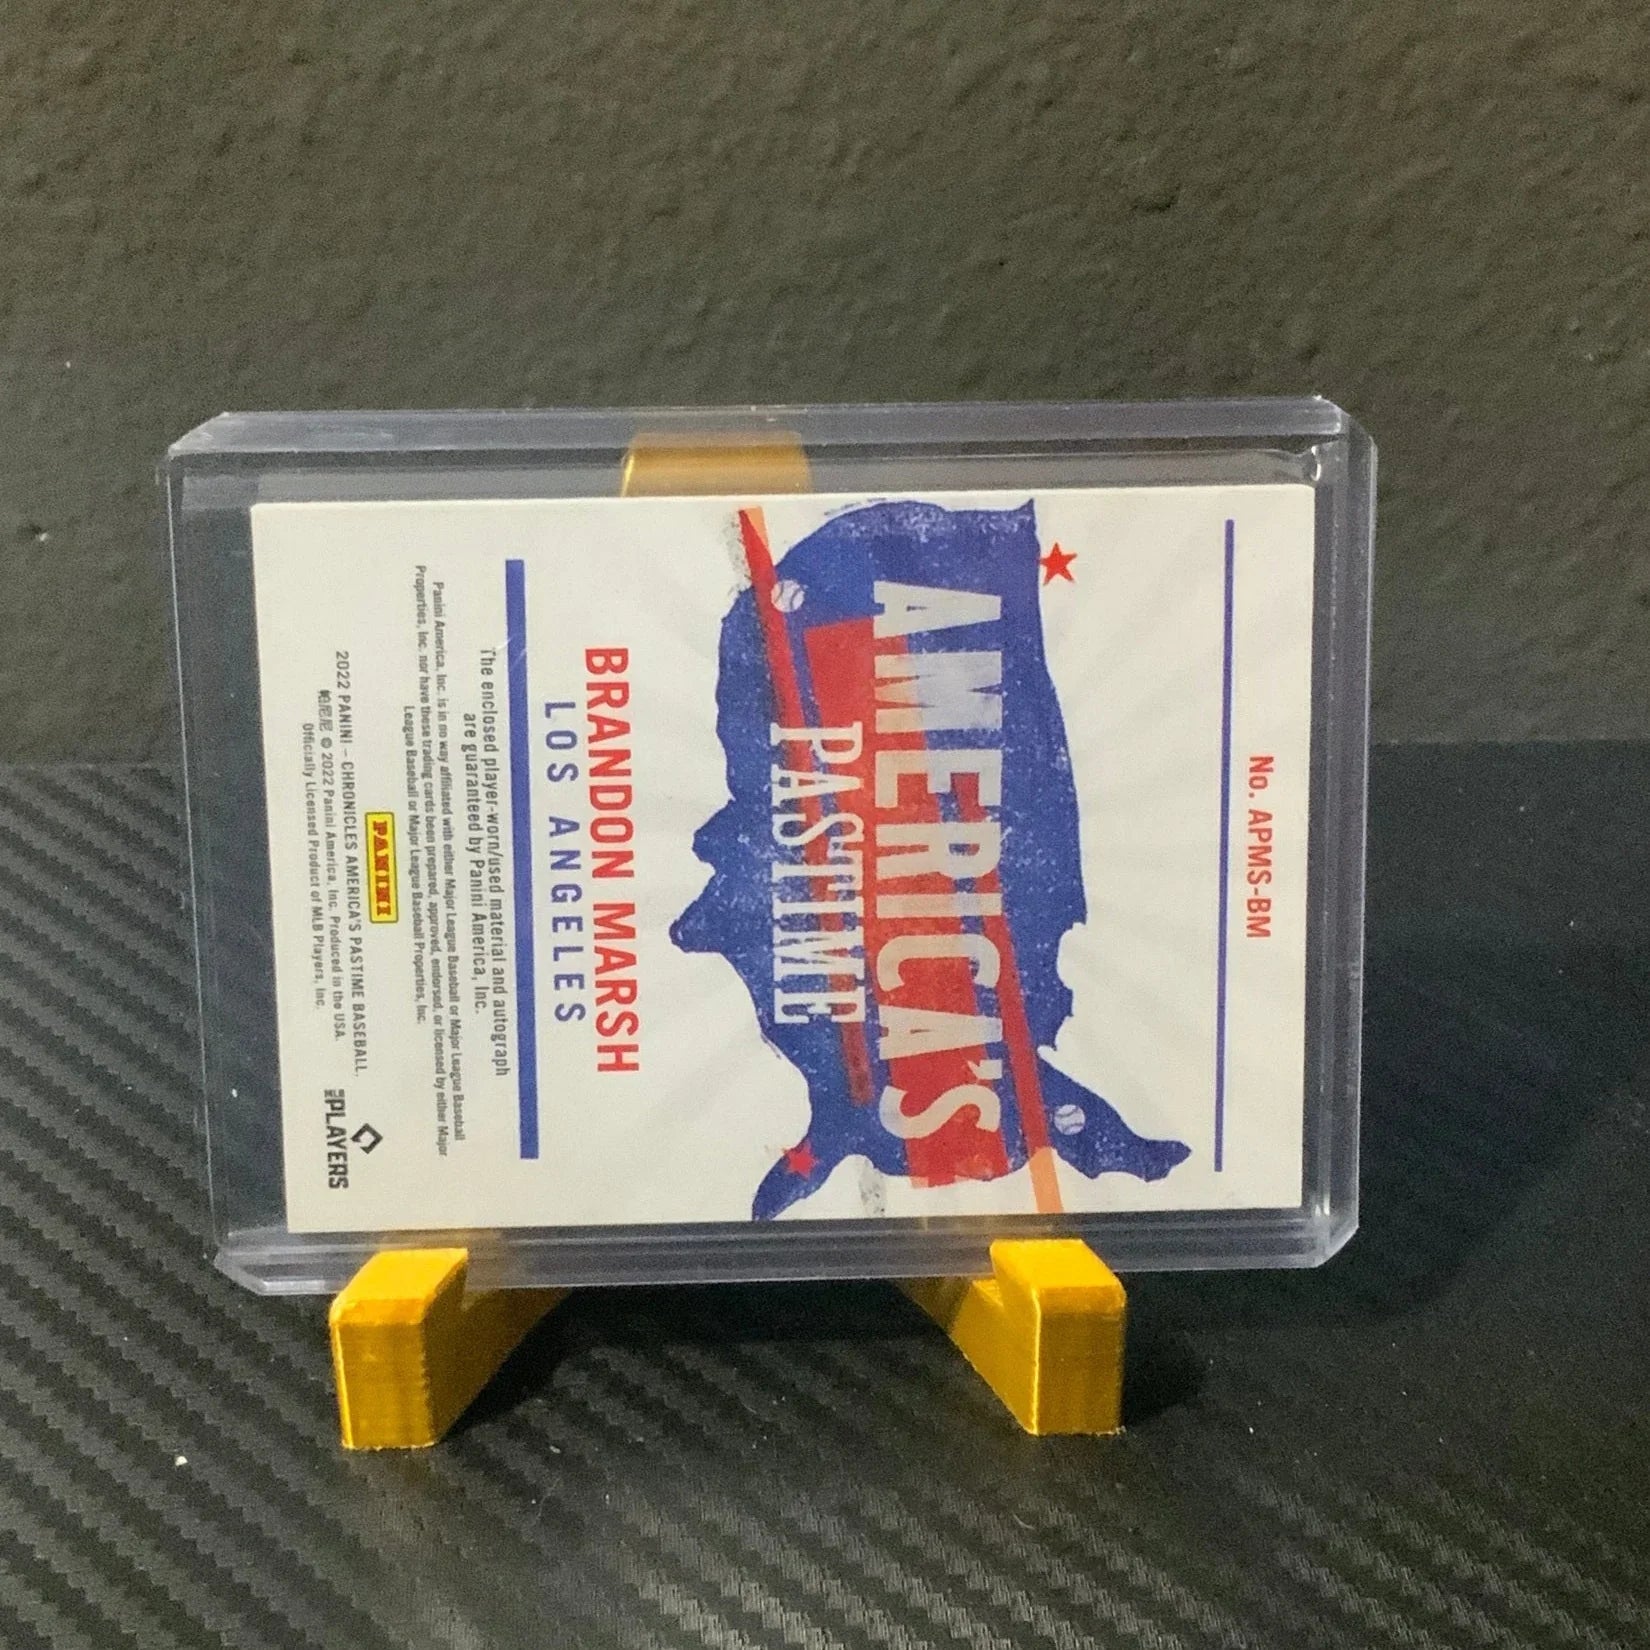 No. APMS-BM
AMERICA'S
PASTIME
BRANDON MARSH
LOS ANGELES
The enclosed player-worn/used material and autograph
are guaranteed by Panini America, Inc.
Panini America, Inc. is in no way affiliated with either Major League Baseball or Major League Baseball
Properties, Inc. nor have these trading cards been prepared, approved, endorsed, or licensed by either Major
League Baseball or Major League Baseball Properties, Inc.
PANINI
2022 PANINI – CHRONICLES AMERICA'S PASTIME BASEBALL.
帕尼尼 © 2022 Panini America, Inc. Produced in the USA.
Officially Licensed Product of MLB Players, Inc.
MLB PLAYERS